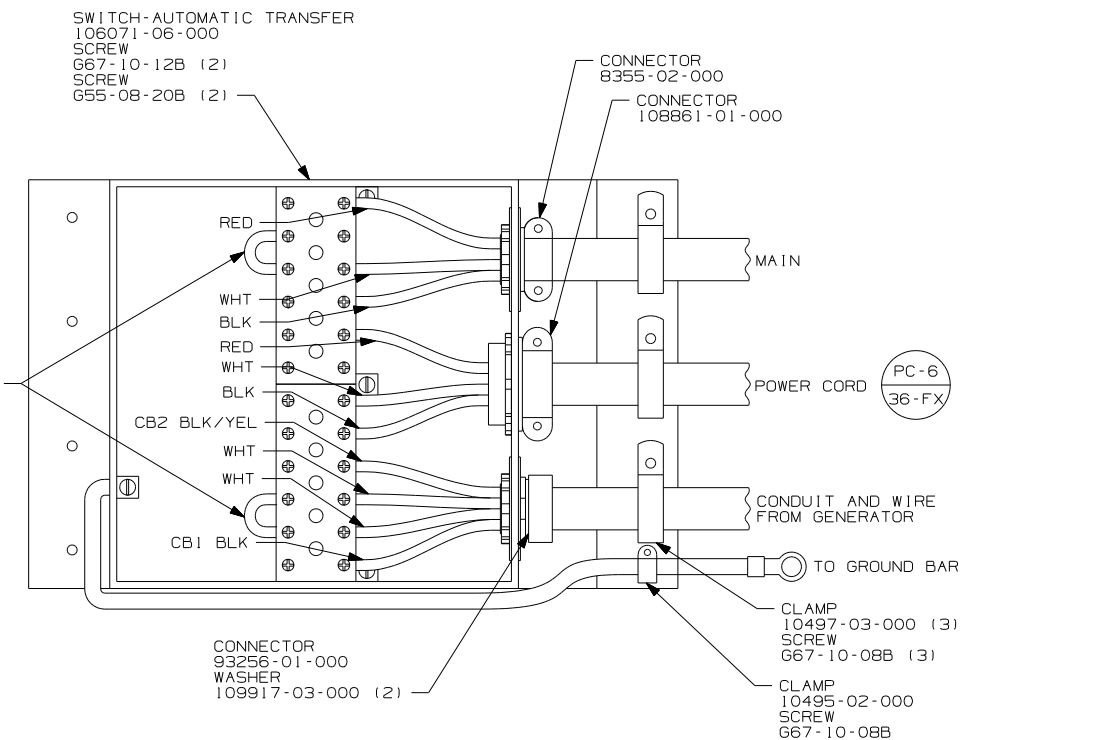 SWITCH-AUTOMATIC TRANSFER
106071-06-000
SCREW
G67-10-12B (2)
SCREW
G55-08-20B (2)
CONNECTOR
8355-02-000
CONNECTOR
108861-01-000
RED
WHT
BLK
RED
WHT
BLK
CB2 BLK/YEL
WHT
WHT
CB1 BLK
MAIN
POWER CORD
PC-6
36-FX
CONDUIT AND WIRE
FROM GENERATOR
TO GROUND BAR
CLAMP
10497-03-000 (3)
SCREW
G67-10-08B (3)
CONNECTOR
93256-01-000
WASHER
109917-03-000 (2)
CLAMP
10495-02-000
SCREW
G67-10-08B